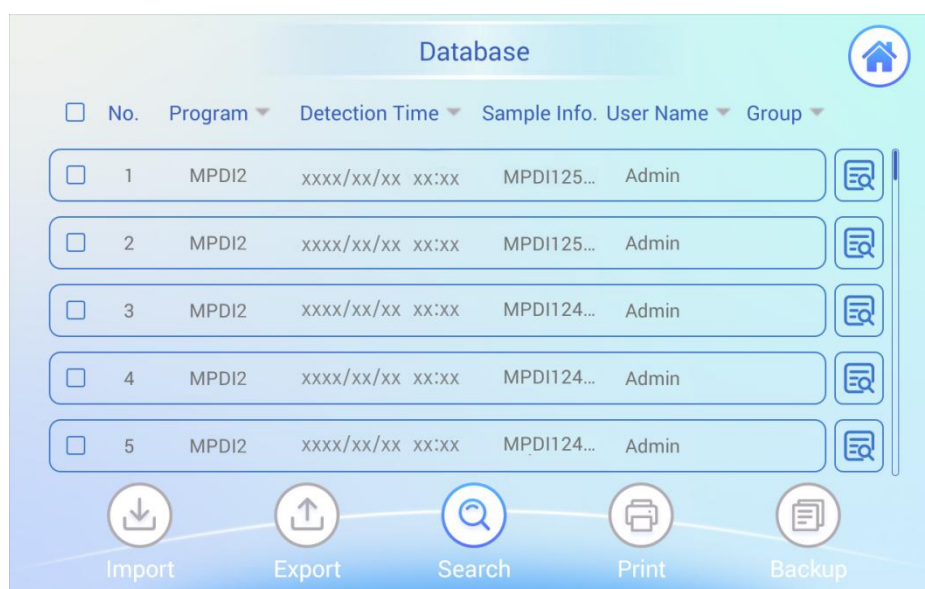 Database
No. Program Detection Time Sample Info. User Name Group
1 MPDI2 xxxx/xx/xx xx:xx MPDI125... Admin
2 MPDI2 xxxx/xx/xx xx:xx MPDI125... Admin
3 MPDI2 xxxx/xx/xx xx:xx MPDI124... Admin
4 MPDI2 xxxx/xx/xx xx:xx MPDI124... Admin
5 MPDI2 xxxx/xx/xx xx:xx MPDI124... Admin
Import Export Search Print Backup